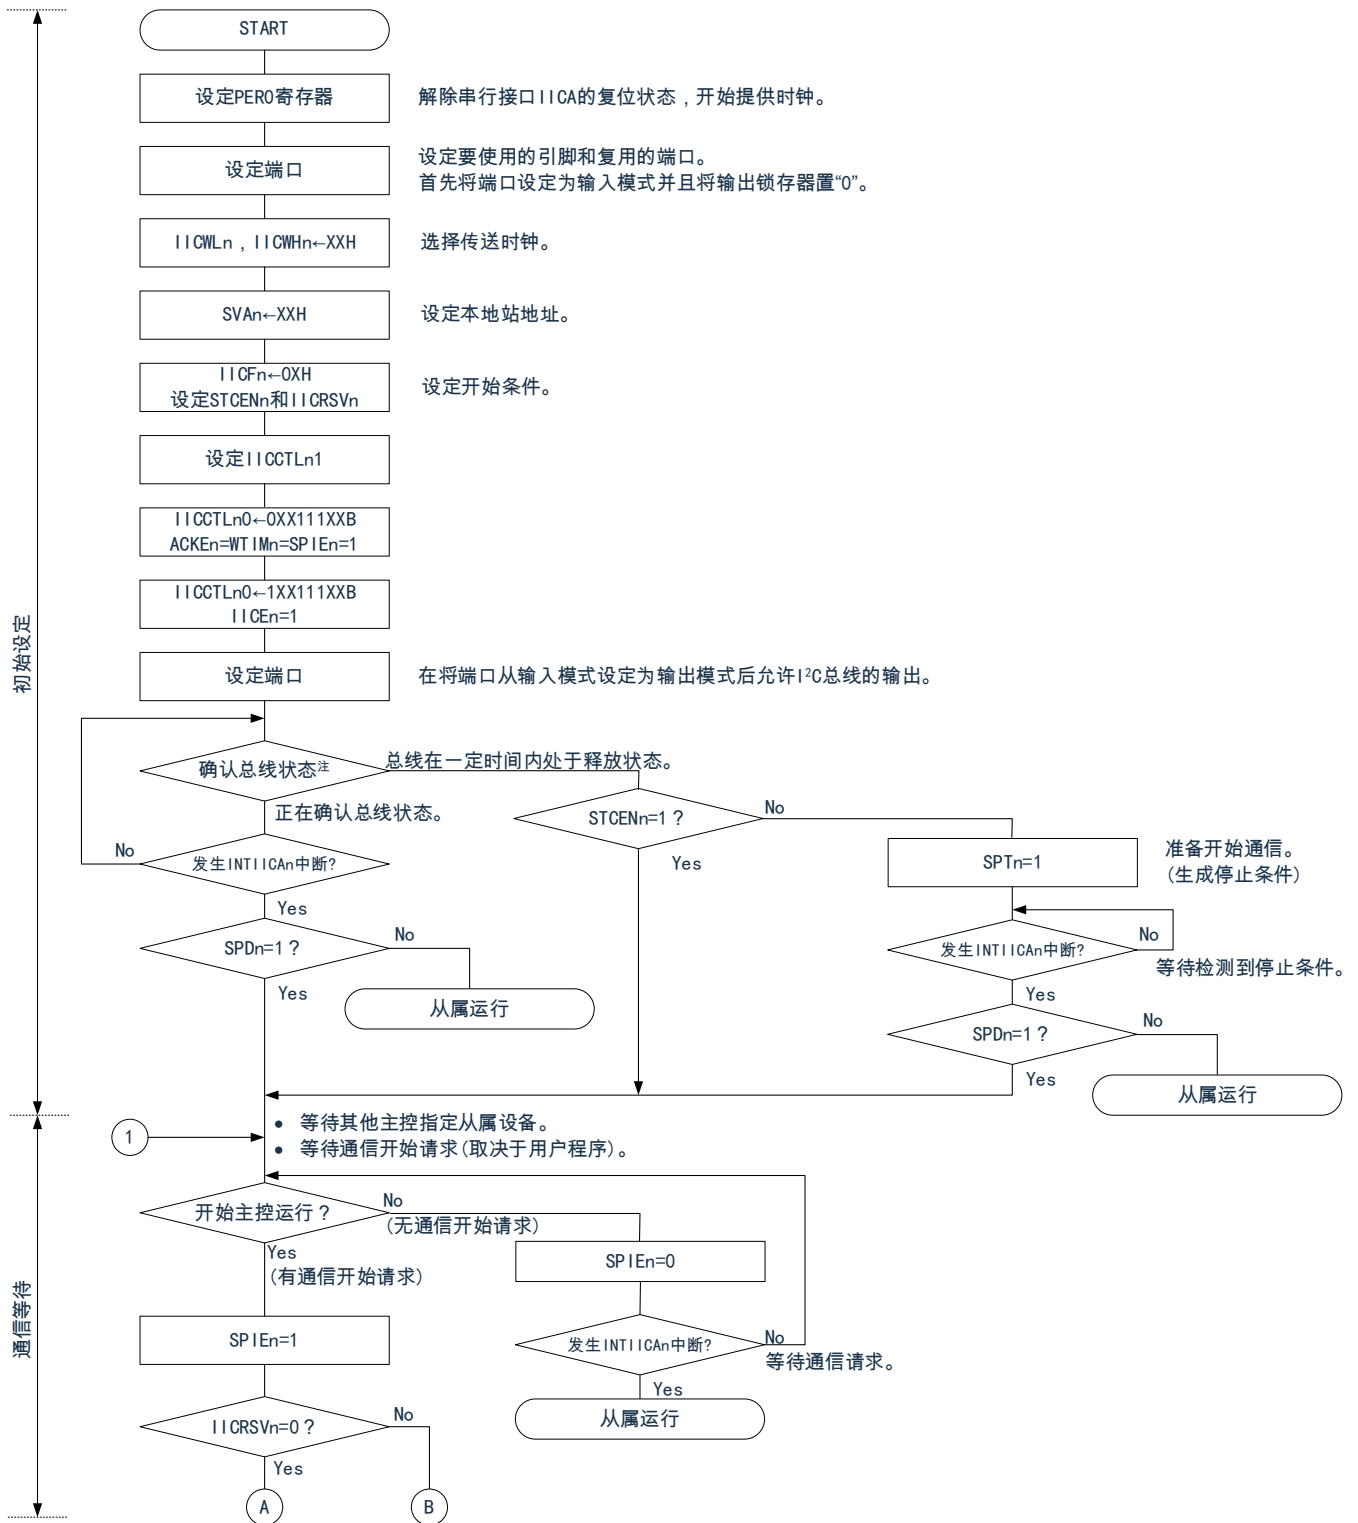 START
设定PER0寄存器
解除串行接口IICA的复位状态，开始提供时钟。
设定端口
设定要使用的引脚和复用的端口。
首先将端口设定为输入模式并且将输出锁存器置“0”。
IICWLn，IICWHn←XXH
选择传送时钟。
SVAn←XXH
设定本地站地址。
IICFn←0XH
设定STCENn和IICRSVn
设定开始条件。
设定IICCTLn1
IICCTLn0←0XX111XXB
ACKEn=WTIMn=SPIEn=1
IICCTLn0←1XX111XXB
IICEn=1
初始设定
设定端口
在将端口从输入模式设定为输出模式后允许I²C总线的输出。
确认总线状态注
总线在一定时间内处于释放状态。
正在确认总线状态。
STCENn=1？
No
Yes
SPTn=1
准备开始通信。
(生成停止条件)
No
发生INTIICAn中断?
Yes
发生INTIICAn中断?
No
等待检测到停止条件。
Yes
SPDn=1？
No
Yes
从属运行
SPDn=1？
No
Yes
从属运行
1
• 等待其他主控指定从属设备。
• 等待通信开始请求(取决于用户程序)。
开始主控运行？
No
(无通信开始请求)
Yes
(有通信开始请求)
SPIEn=0
通信等待
SPIEn=1
发生INTIICAn中断?
No
等待通信请求。
Yes
从属运行
IICRSVn=0？
No
Yes
A
B